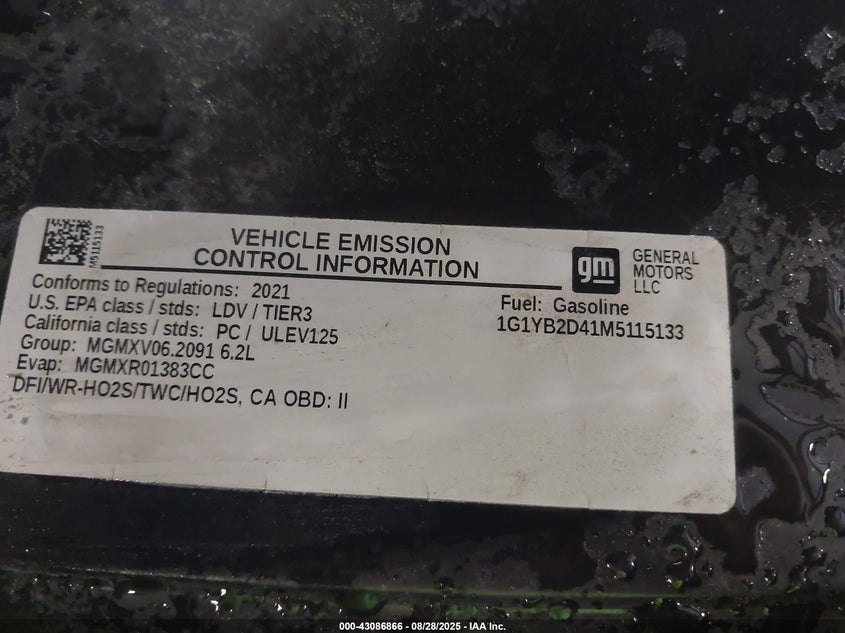 M5115133
VEHICLE EMISSION
CONTROL INFORMATION
gm
GENERAL
MOTORS
LLC
Conforms to Regulations: 2021
U.S. EPA class / stds: LDV / TIER3
California class / stds: PC / ULEV125
Group: MGMXV06.2091 6.2L
Evap: MGMXR01383CC
DFI/WR-HO2S/TWC/HO2S, CA OBD: II
Fuel: Gasoline
1G1YB2D41M5115133
000-43086866 - 08/28/2025 - IAA Inc.